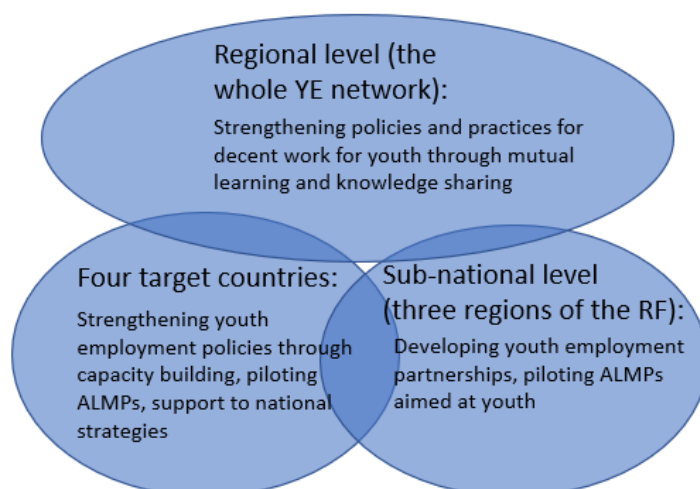 Regional level (the
whole YE network):
Strengthening policies and practices for
decent work for youth through mutual
learning and knowledge sharing
Four target countries:
Strengthening youth
employment policies through
capacity building, piloting
ALMPs, support to national
strategies
Sub-national level
(three regions of the RF):
Developing youth employment
partnerships, piloting ALMPs
aimed at youth